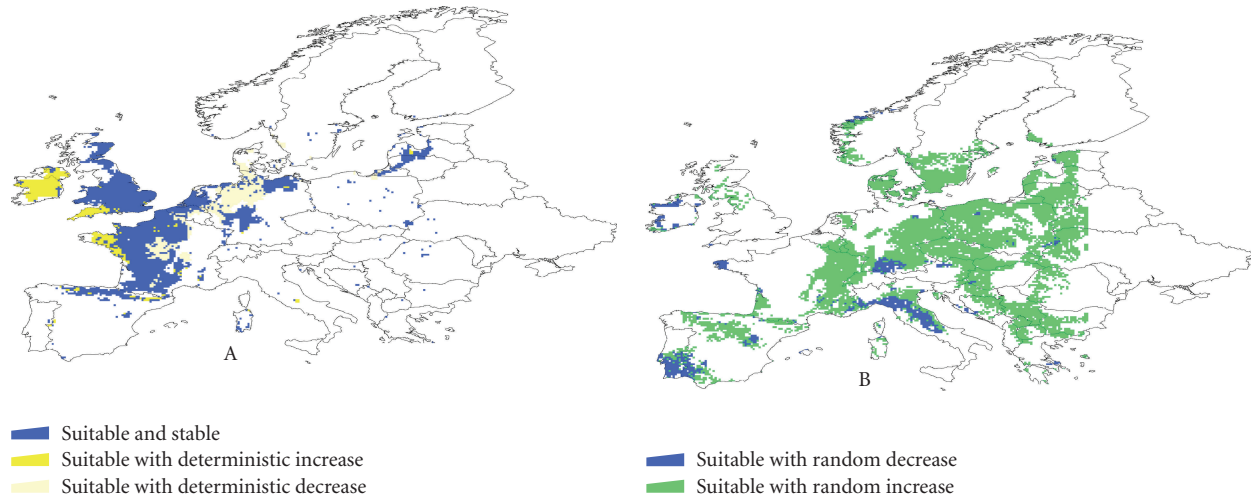 A
B
Suitable and stable
Suitable with deterministic increase
Suitable with deterministic decrease
Suitable with random decrease
Suitable with random increase